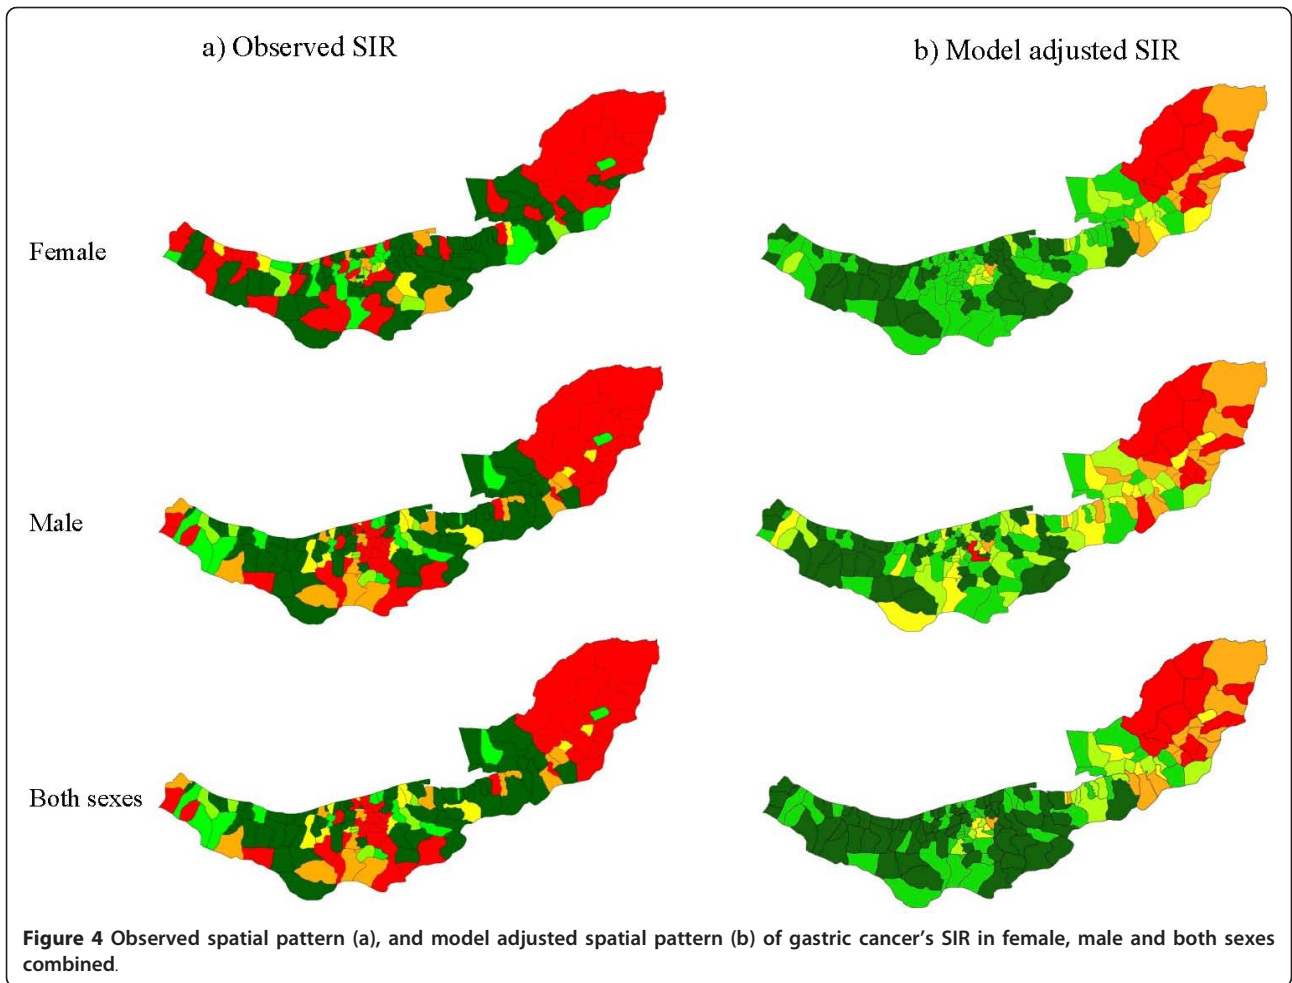 a) Observed SIR
b) Model adjusted SIR
Female
Male
Both sexes
Figure 4 Observed spatial pattern (a), and model adjusted spatial pattern (b) of gastric cancer's SIR in female, male and both sexes
combined.